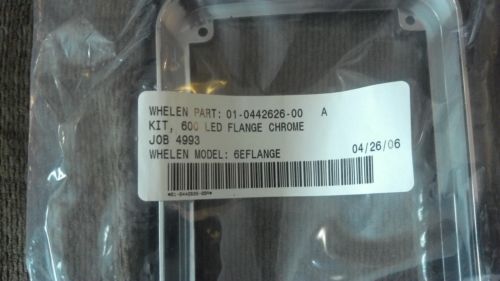 WHELEN PART: 01-0442626-00 A
KIT, 600 LED FLANGE CHROME
JOB 4993
WHELEN MODEL: 6EFLANGE 04/26/06